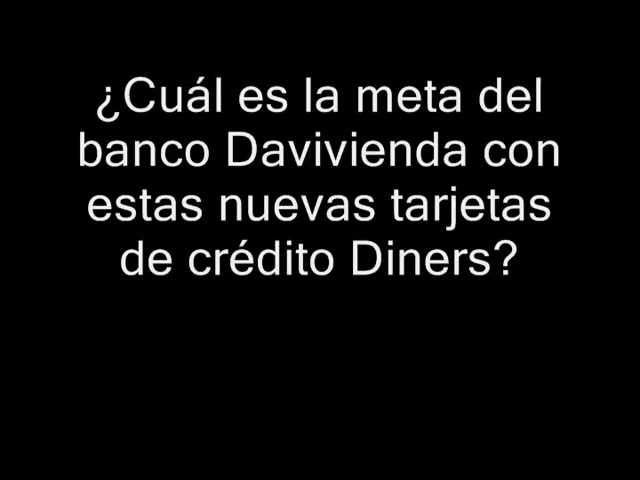 ¿Cuál es la meta del
banco Davivienda con
estas nuevas tarjetas
de crédito Diners?